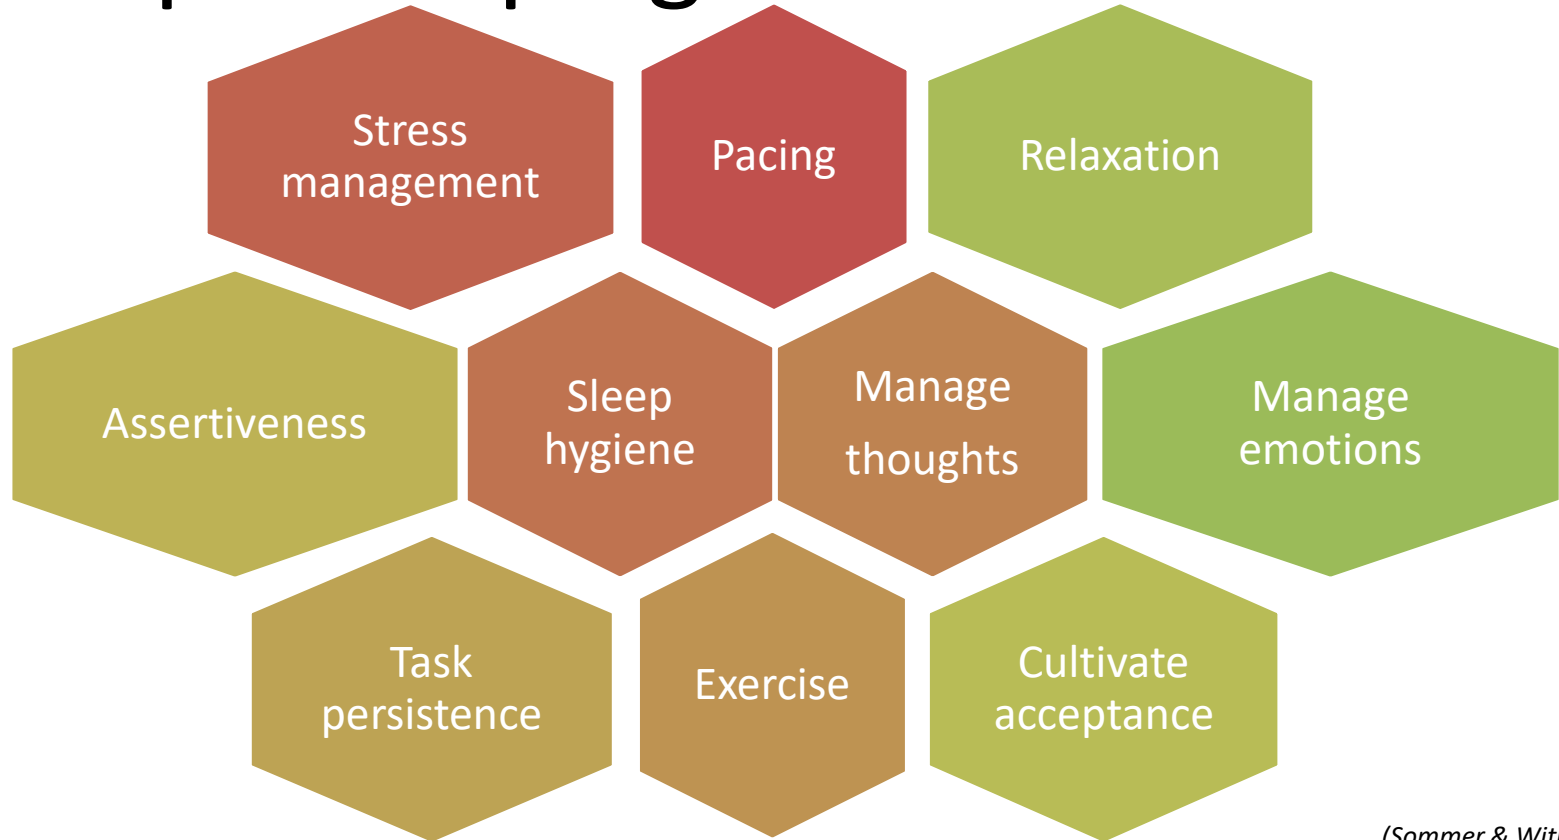 Stress
management
Pacing
Relaxation
Assertiveness
Sleep
hygiene
Manage
thoughts
Manage
emotions
Task
persistence
Exercise
Cultivate
acceptance
(Sommer &